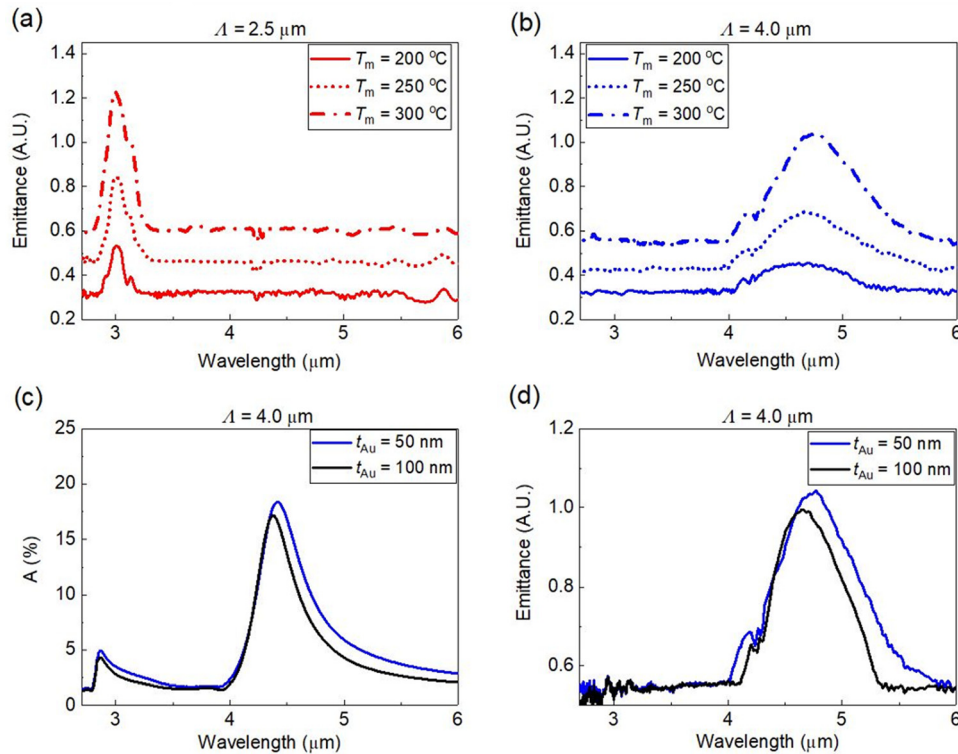 (a)
Λ = 2.5 μm
1.4
1.2
1.0
0.8
0.6
0.4
0.2
Emittance (A.U.)
Tm = 200 °C
Tm = 250 °C
Tm = 300 °C
3 4 5 6
Wavelength (μm)
(b)
Λ = 4.0 μm
1.4
1.2
1.0
0.8
0.6
0.4
0.2
Emittance (A.U.)
Tm = 200 °C
Tm = 250 °C
Tm = 300 °C
3 4 5 6
Wavelength (μm)
(c)
Λ = 4.0 μm
25
20
15
10
5
0
A (%)
tAu = 50 nm
tAu = 100 nm
3 4 5 6
Wavelength (μm)
(d)
Λ = 4.0 μm
1.2
1.0
0.8
0.6
Emittance (A.U.)
tAu = 50 nm
tAu = 100 nm
3 4 5 6
Wavelength (μm)